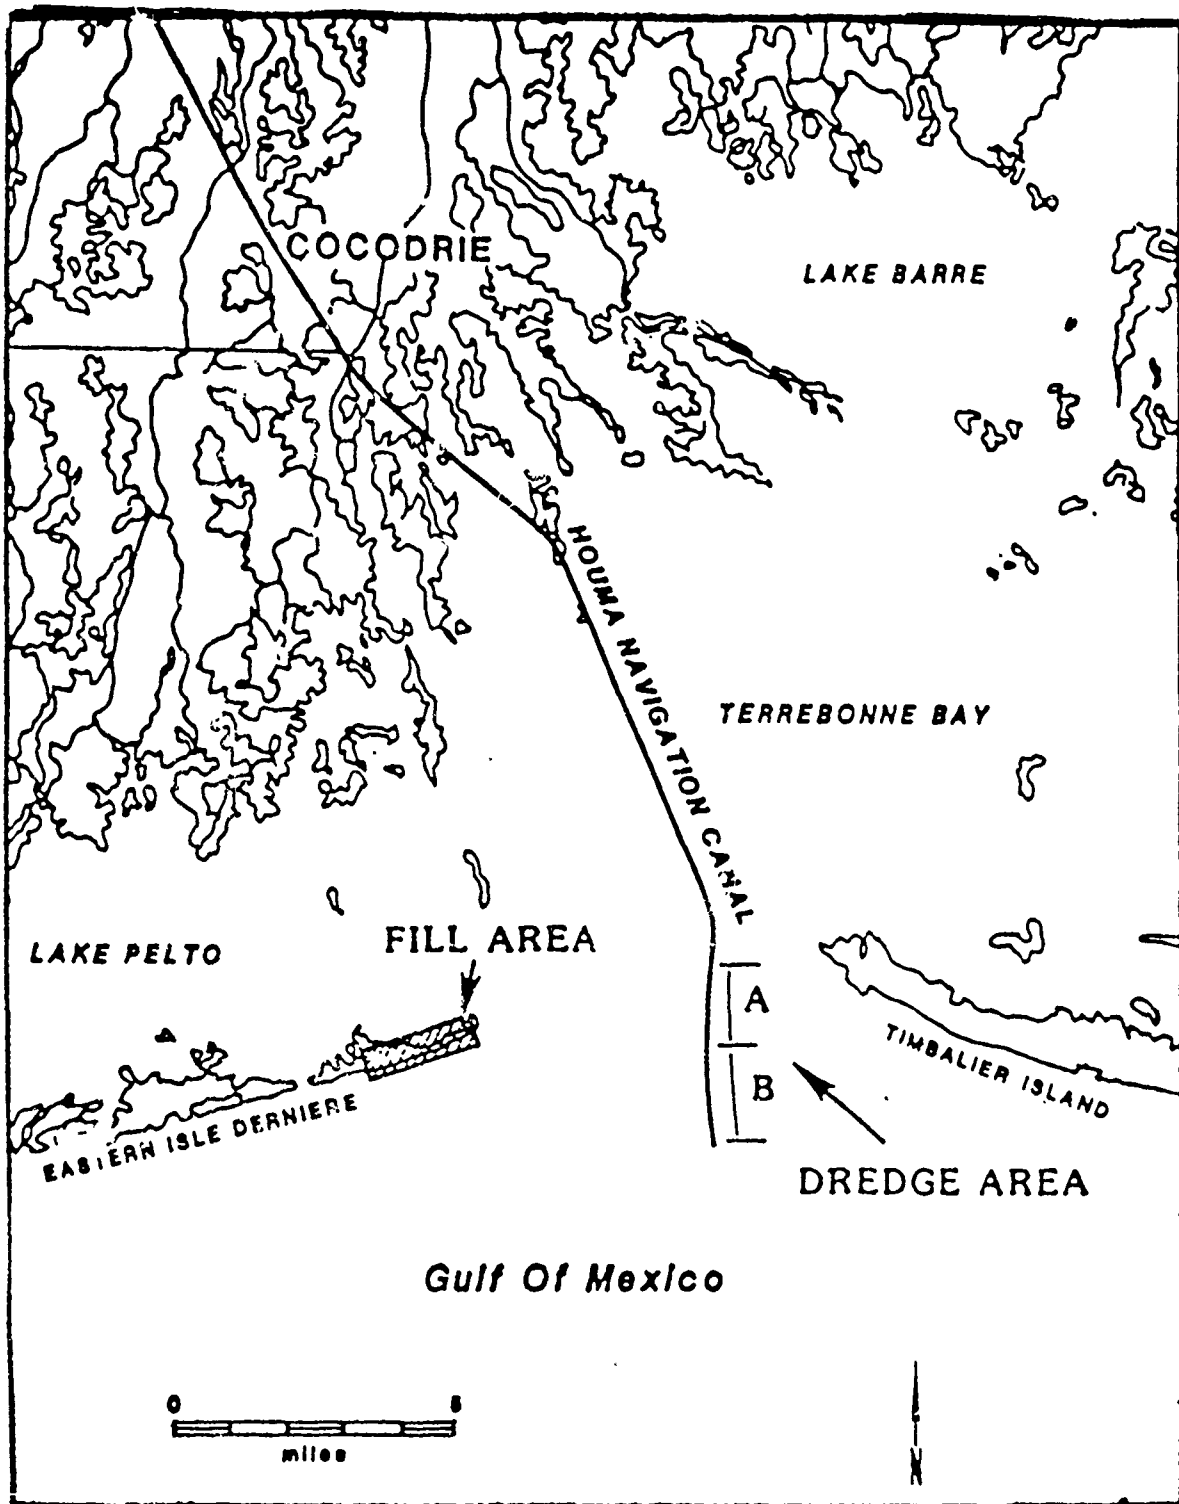 COCODRIE
LAKE BARRE
HOUMA NAVIGATION CANAL
TERREBONNE BAY
LAKE PELTO
FILL AREA
A
TIMBALIER ISLAND
B
EASTERN ISLE DERNIERE
DREDGE AREA
Gulf Of Mexico
0 5
miles
N